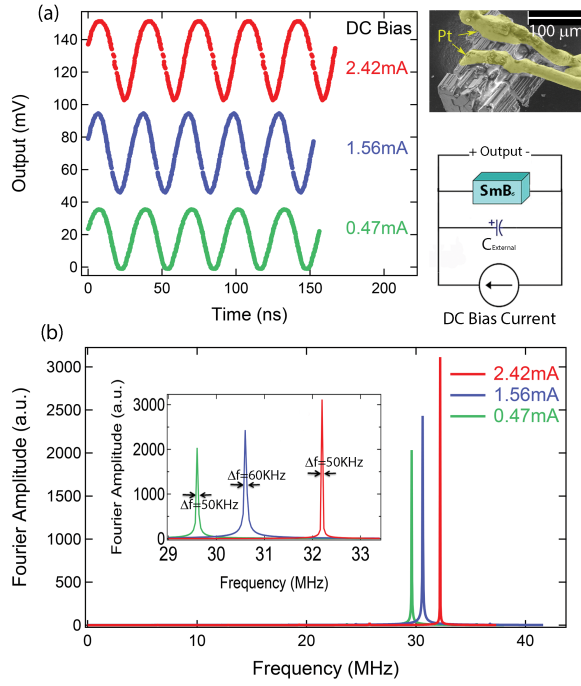 (a)
DC Bias
2.42mA
1.56mA
0.47mA
Output (mV)
160
140
120
100
80
60
40
20
0
0
50
100
150
200
Time (ns)
Pt
100 μm
+ Output -
SmB6
+
C External
DC Bias Current
(b)
2.42mA
1.56mA
0.47mA
Fourier Amplitude (a.u.)
3000
2500
2000
1500
1000
500
0
0
10
20
30
40
Frequency (MHz)
Fourier Amplitude (a.u.)
3000
2000
1000
0
29
30
31
32
33
Frequency (MHz)
Δf=50KHz
Δf=60KHz
Δf=50KHz